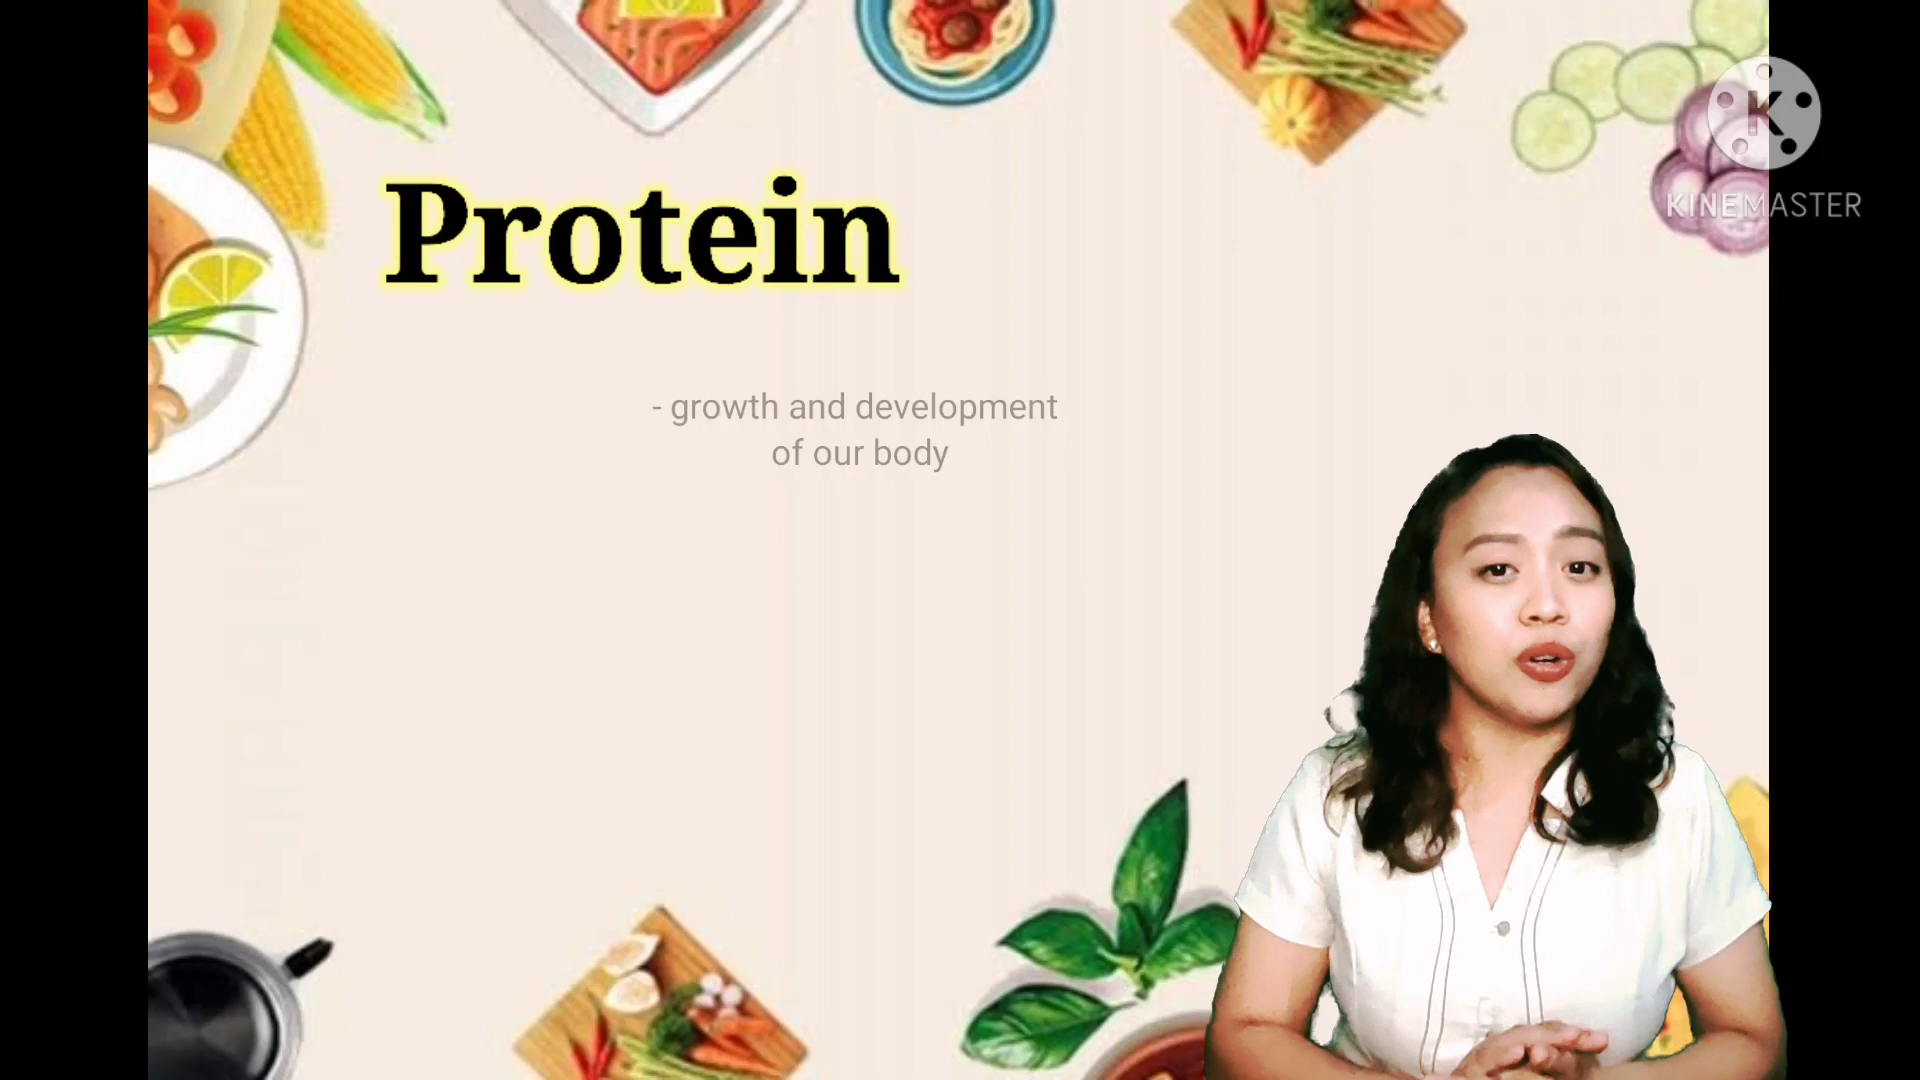 K
KINEMASTER
Protein
- growth and development
of our body